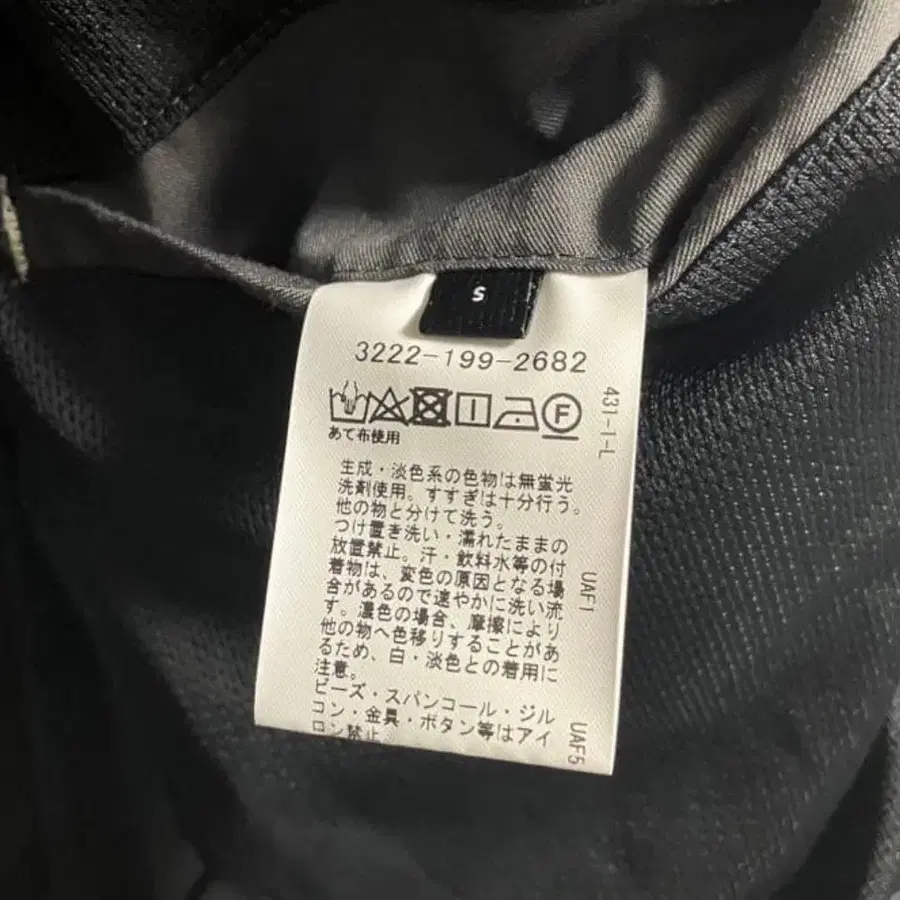 S
3222-199-2682
F
あて布使用
431-1-L
生成・淡色系の色物は無蛍光
洗剤使用。すすぎは十分行う。
他の物と分けて洗う。
つけ置き洗い・濡れたままの
放置禁止。汗・飲料水等の付
着物は、変色の原因となる場
合があるので速やかに洗い流
す。濃色の場合、摩擦により
他の物へ色移りすることがあ
るため、白・淡色との着用に
注意。
UAF1
ビーズ・スパンコール・ジル
コン・金具・ボタン等はアイ
ロン禁止
UAF5